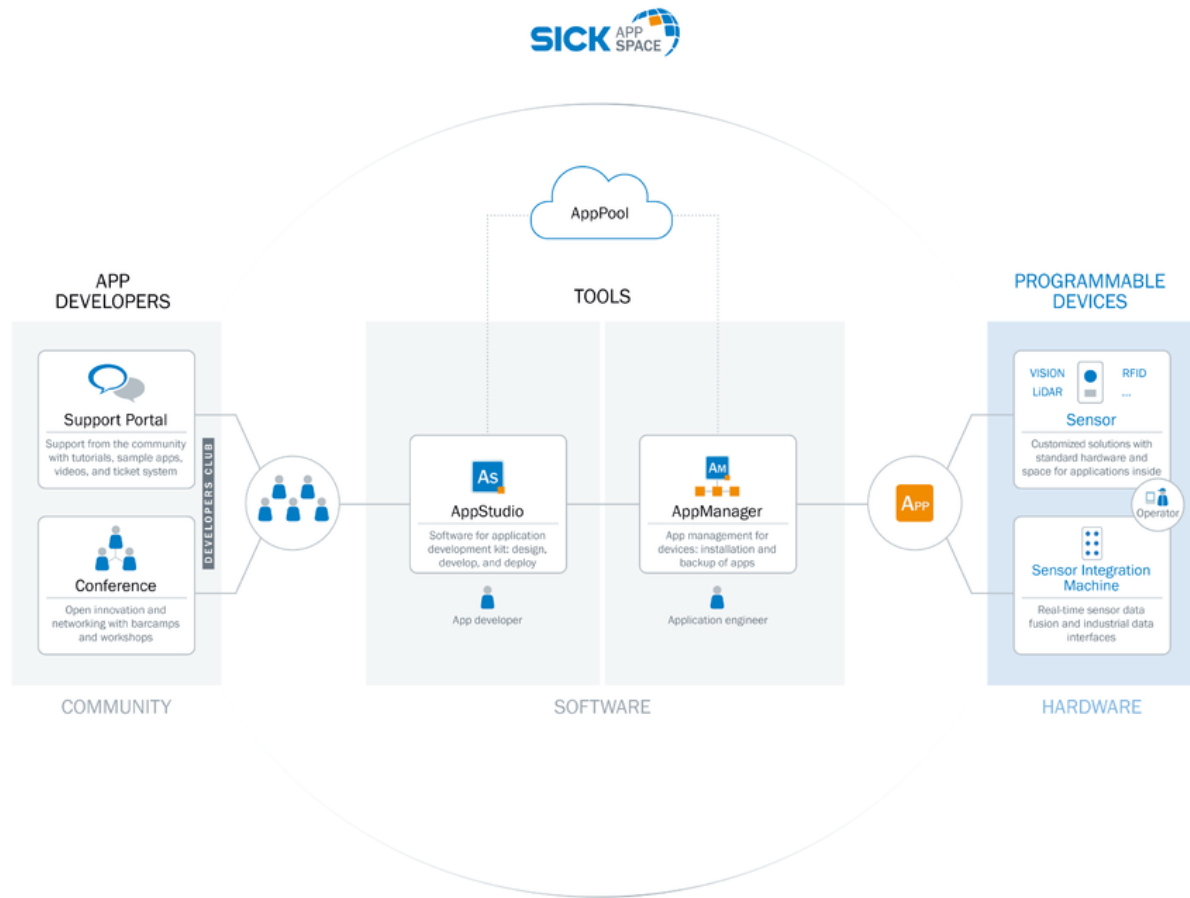 SICK APP
SPACE
AppPool
APP
DEVELOPERS
TOOLS
PROGRAMMABLE
DEVICES
Support Portal
Support from the community
with tutorials, sample apps,
videos, and ticket system
Conference
Open innovation and
networking with barcamps
and workshops
DEVELOPERS CLUB
COMMUNITY
As
AppStudio
Software for application
development kit: design,
develop, and deploy
App developer
AM
AppManager
App management for
devices: installation and
backup of apps
Application engineer
SOFTWARE
APP
VISION
RFID
LiDAR
...
Sensor
Customized solutions with
standard hardware and
space for applications inside
Operator
Sensor Integration
Machine
Real-time sensor data
fusion and industrial data
interfaces
HARDWARE